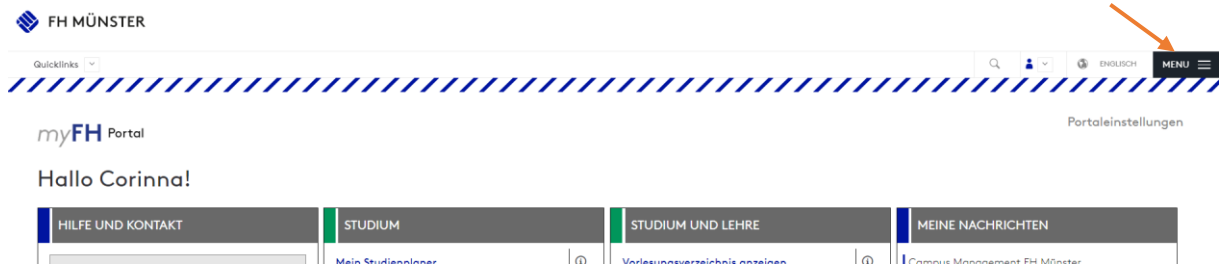 FH MÜNSTER
Quicklinks
ENGLISCH
MENU
Portaleinstellungen
myFH Portal
Hallo Corinna!
HILFE UND KONTAKT
STUDIUM
STUDIUM UND LEHRE
MEINE NACHRICHTEN
Mein Studienplaner
Vorlesungsverzeichnis anzeigen
Campus Management FH Münster